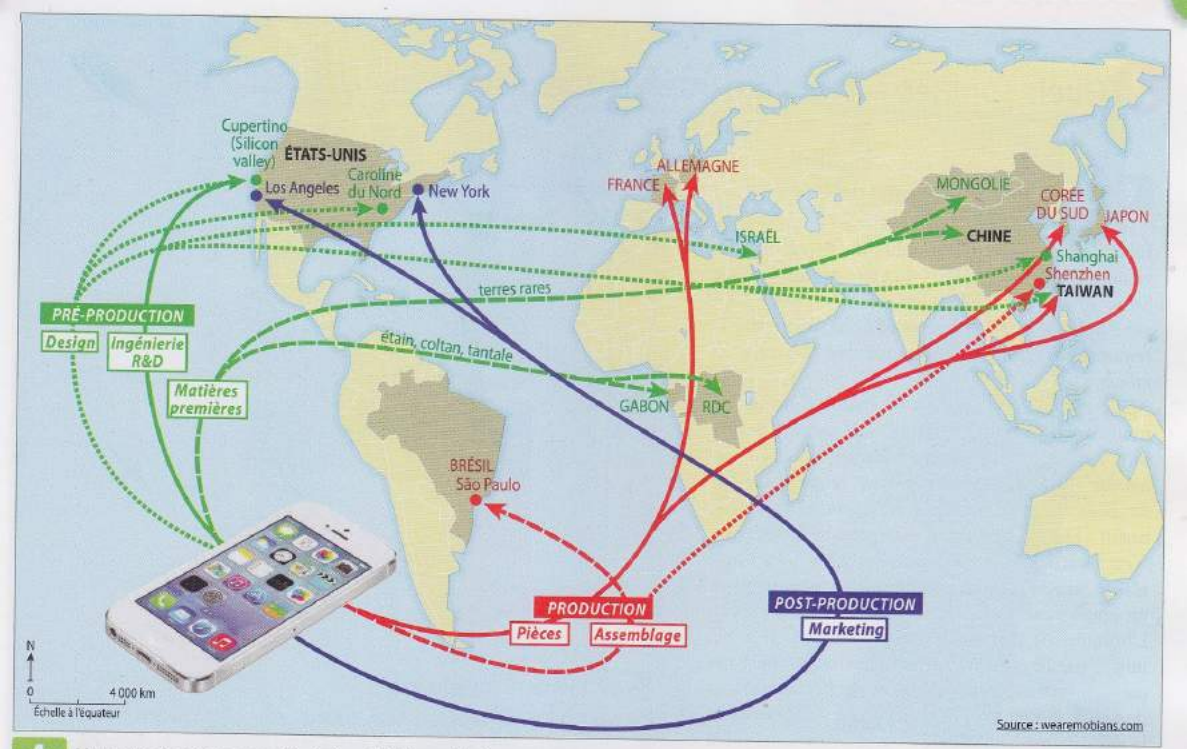 Cupertino
(Silicon
valley)
ÉTATS-UNIS
Los Angeles
Caroline
du Nord
New York
ALLEMAGNE
FRANCE
ISRAËL
MONGOLIE
CHINE
CORÉE
DU SUD
JAPON
Shanghai
Shenzhen
TAIWAN
terres rares
PRÉ-PRODUCTION
Design
Ingénierie
R&D
Matières
premières
étain, coltan, tantale
GABON
RDC
BRÉSIL
São Paulo
PRODUCTION
Pièces
Assemblage
POST-PRODUCTION
Marketing
N
0
4 000 km
Échelle à l'équateur
Source : wearemobians.com